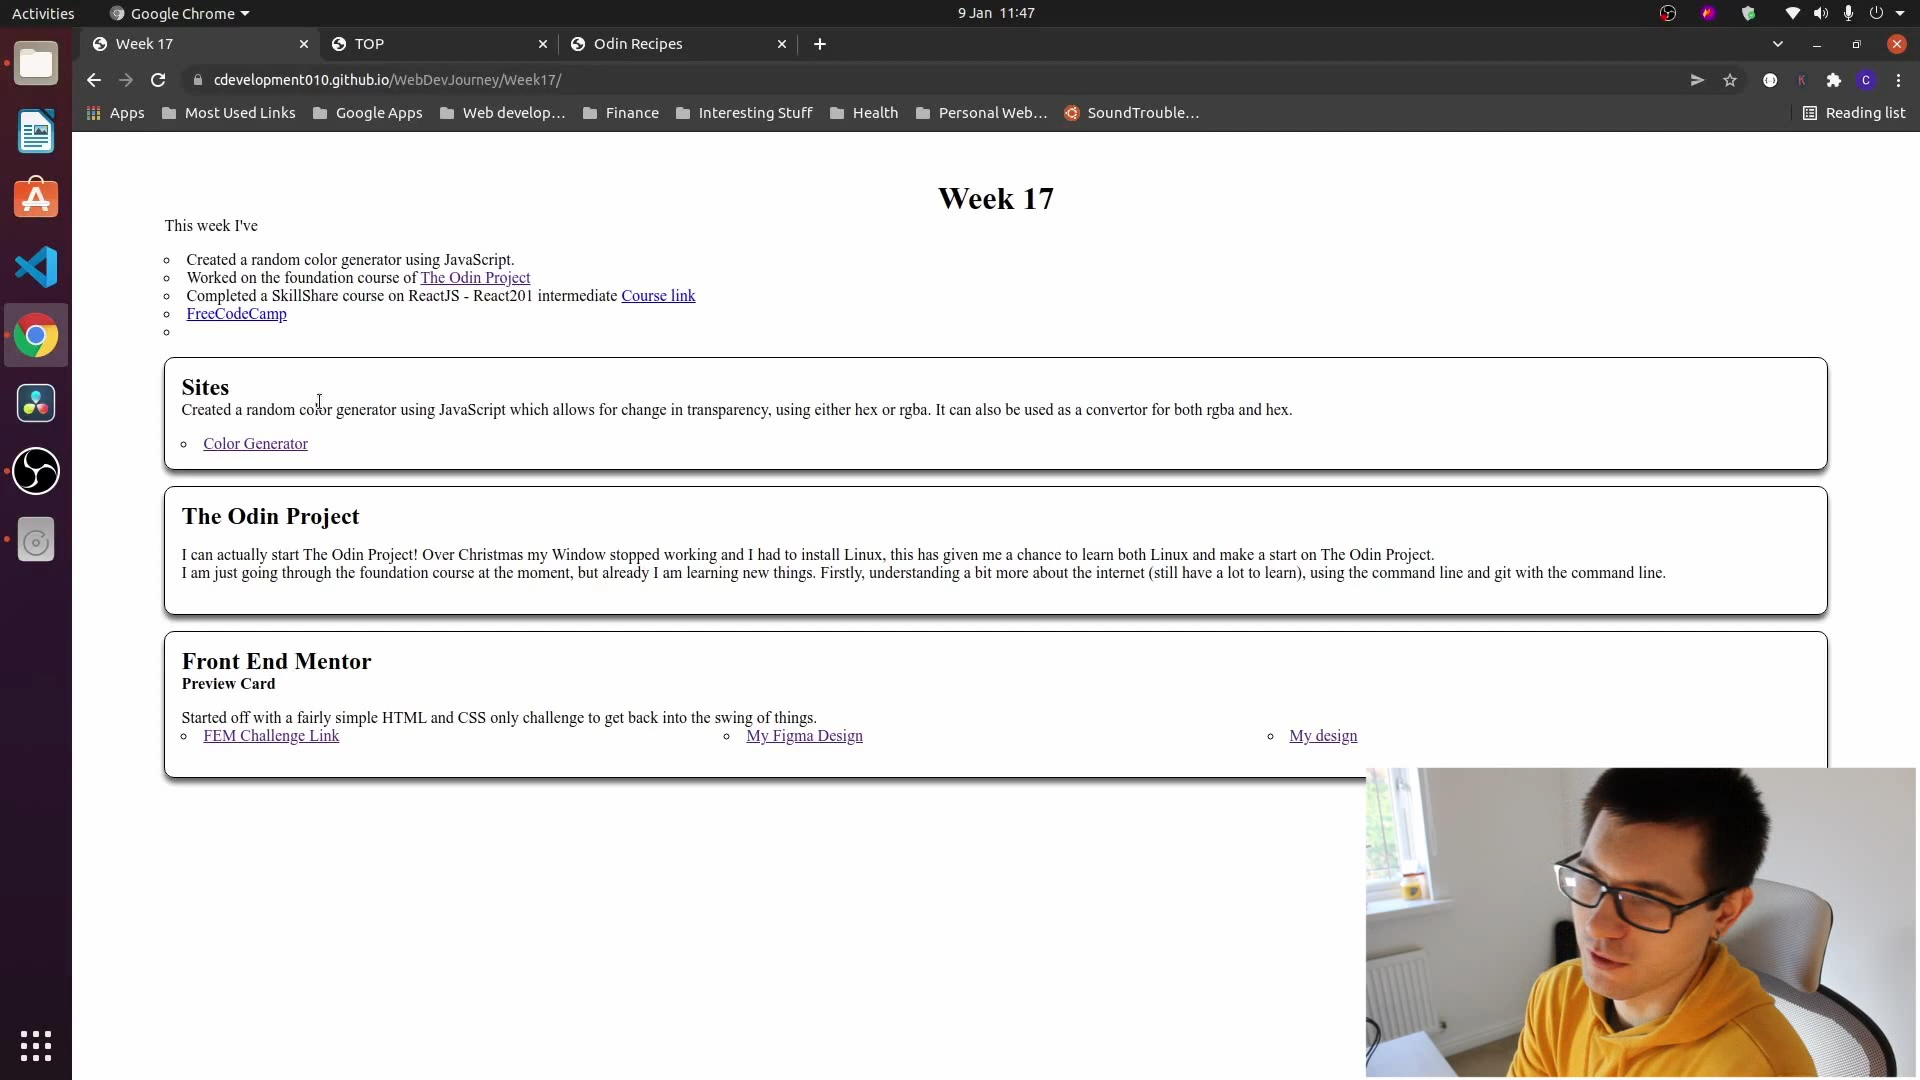 Activities
Google Chrome
9 Jan 11:47
Week 17
TOP
Odin Recipes
cdevelopment010.github.io/WebDevJourney/Week17/
K
C
Apps
Most Used Links
Google Apps
Web develop...
Finance
Interesting Stuff
Health
Personal Web...
SoundTrouble...
Reading list
Week 17
This week I've
Created a random color generator using JavaScript.
Worked on the foundation course of The Odin Project
Completed a SkillShare course on ReactJS - React201 intermediate Course link
FreeCodeCamp
Sites
Created a random color generator using JavaScript which allows for change in transparency, using either hex or rgba. It can also be used as a convertor for both rgba and hex.
Color Generator
The Odin Project
I can actually start The Odin Project! Over Christmas my Window stopped working and I had to install Linux, this has given me a chance to learn both Linux and make a start on The Odin Project.
I am just going through the foundation course at the moment, but already I am learning new things. Firstly, understanding a bit more about the internet (still have a lot to learn), using the command line and git with the command line.
Front End Mentor
Preview Card
Started off with a fairly simple HTML and CSS only challenge to get back into the swing of things.
FEM Challenge Link
My Figma Design
My design